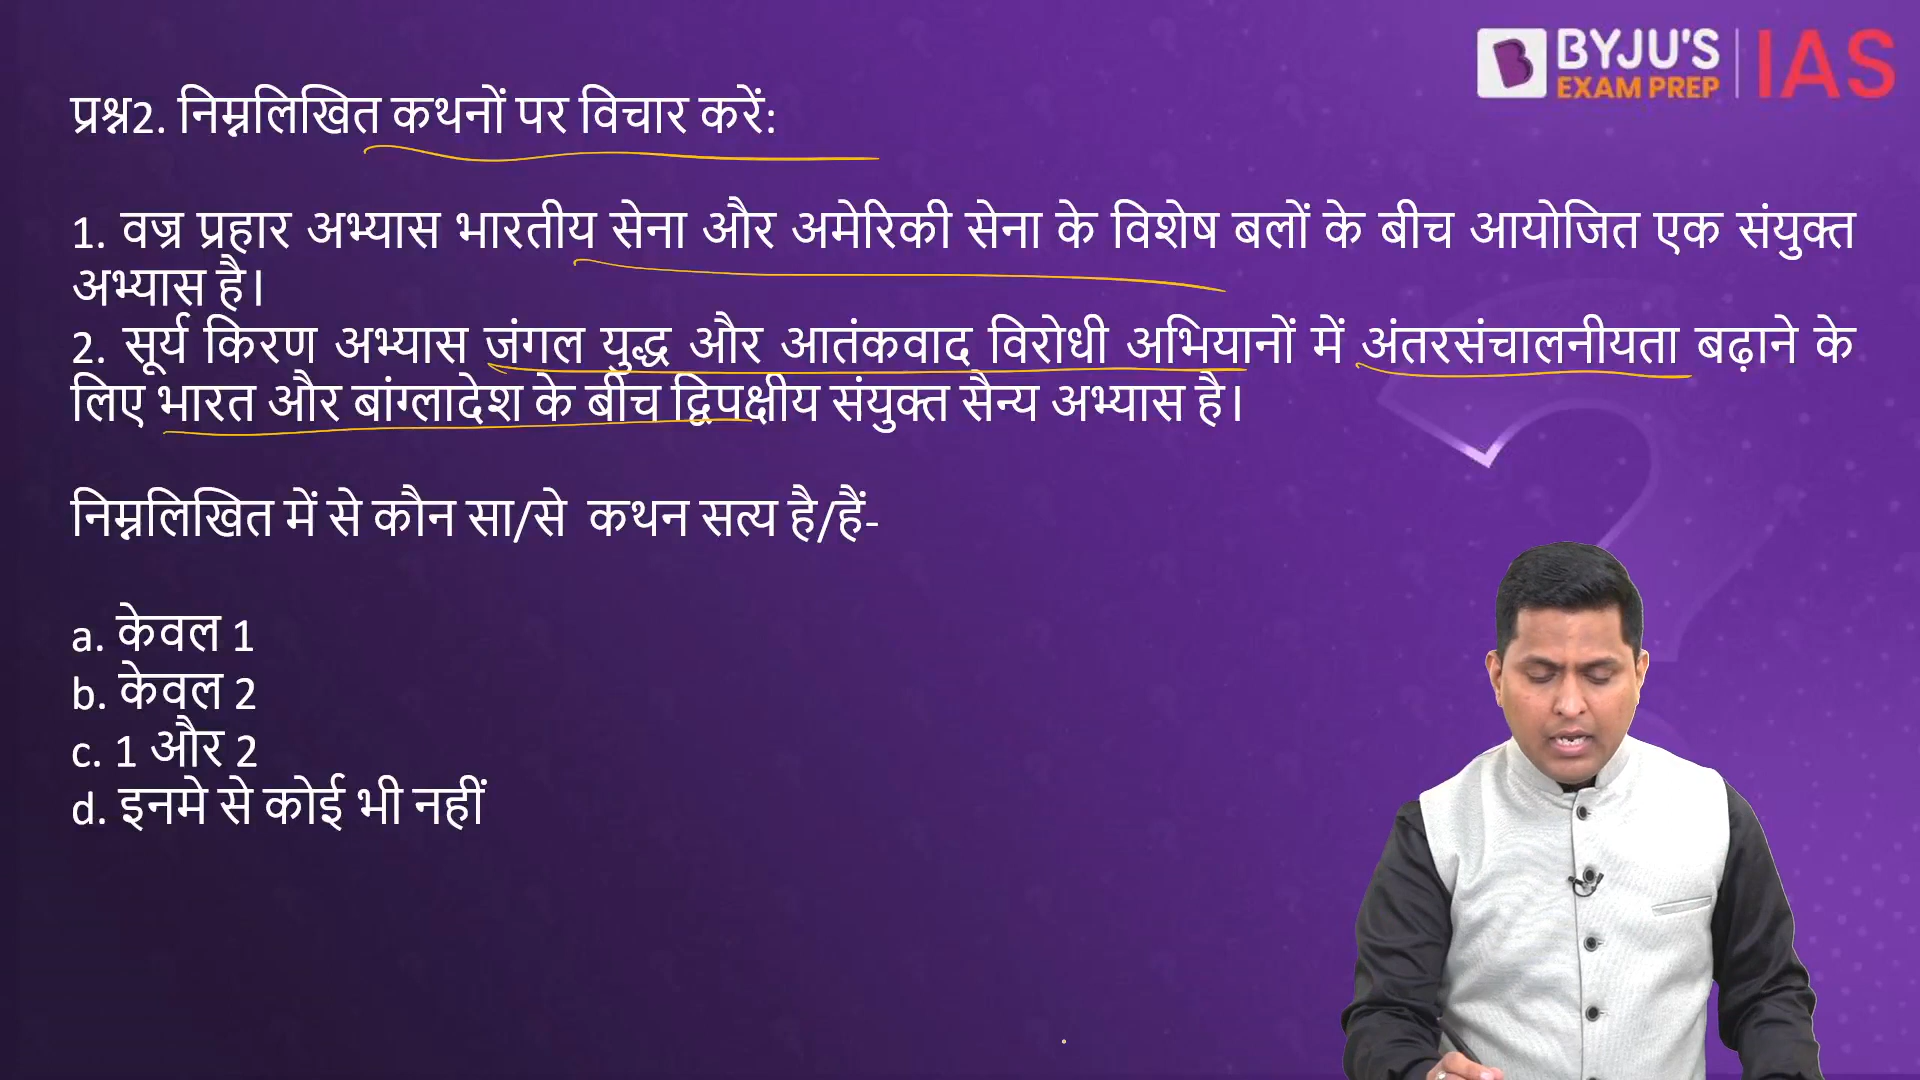 BYJU'S
EXAM PREP
IAS
प्रश्न2. निम्नलिखित कथनों पर विचार करें:
1. वज्र प्रहार अभ्यास भारतीय सेना और अमेरिकी सेना के विशेष बलों के बीच आयोजित एक संयुक्त
अभ्यास है।
2. सूर्य किरण अभ्यास जंगल युद्ध और आतंकवाद विरोधी अभियानों में अंतरसंचालनीयता बढ़ाने के
लिए भारत और बांग्लादेश के बीच द्विपक्षीय संयुक्त सैन्य अभ्यास है।
निम्नलिखित में से कौन सा/से कथन सत्य है/हैं-
a. केवल 1
b. केवल 2
c. 1 और 2
d. इनमे से कोई भी नहीं